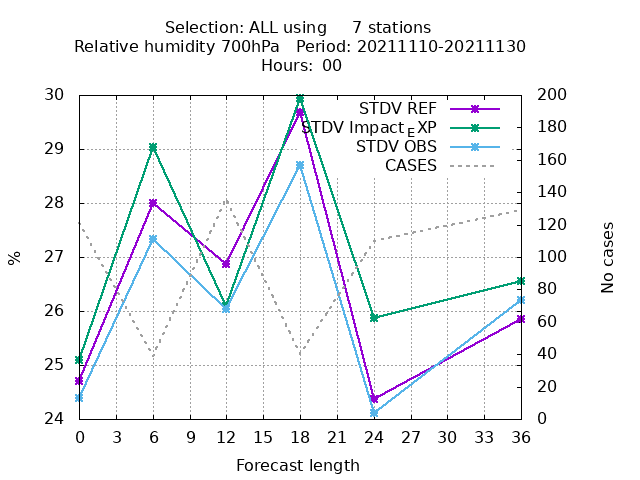 Selection: ALL using 7 stations
Relative humidity 700hPa Period: 20211110-20211130
Hours: 00
STDV REF
STDV Impact_EXP
STDV OBS
CASES
30
29
28
27
26
25
24
%
200
180
160
140
120
100
80
60
40
20
0
No cases
0 3 6 9 12 15 18 21 24 27 30 33 36
Forecast length